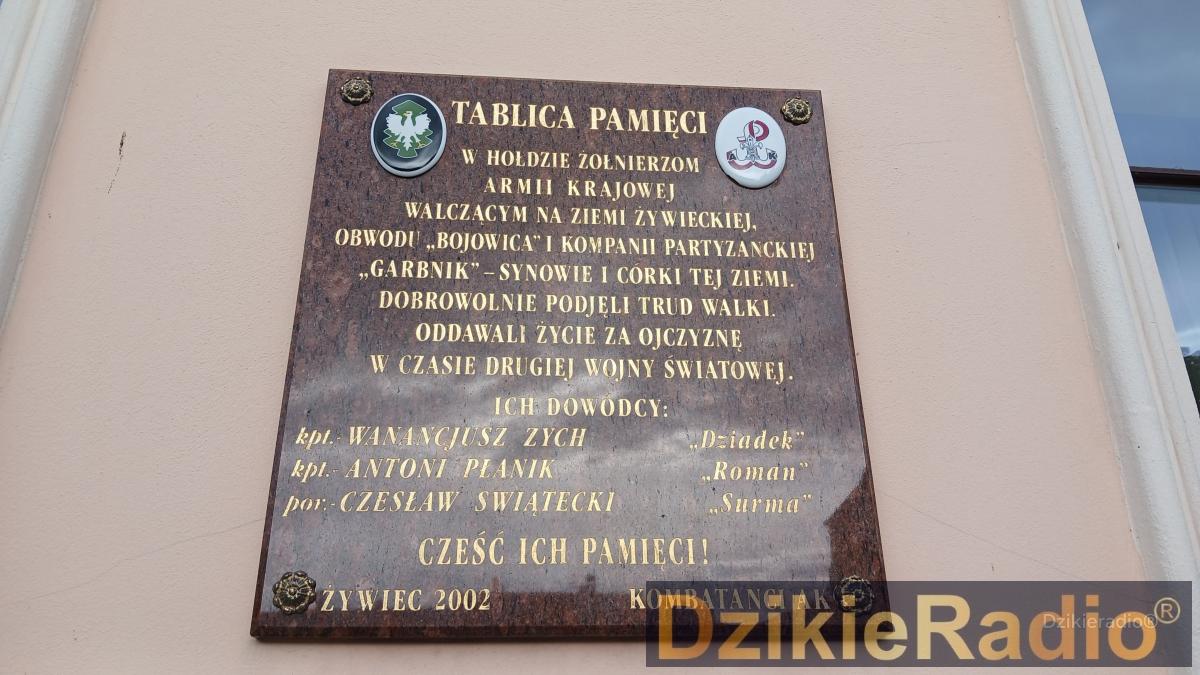 TABLICA PAMIĘCI
W HOŁDZIE ŻOŁNIERZOM
ARMII KRAJOWEJ
WALCZĄCYM NA ZIEMI ŻYWIECKIEJ,
OBWODU „BOJOWICA” I KOMPANII PARTYZANCKIEJ
„GARBNIK” – SYNOWIE I CÓRKI TEJ ZIEMI.
DOBROWOLNIE PODJĘLI TRUD WALKI.
ODDAWALI ŻYCIE ZA OJCZYZNĘ
W CZASIE DRUGIEJ WOJNY ŚWIATOWEJ.
ICH DOWÓDCY:
kpt.- WANANCJUSZ ZYCH „Dziadek”
kpt.- ANTONI PŁANIK „Roman”
por.- CZESŁAW ŚWIĄTECKI „Surma”
CZEŚĆ ICH PAMIĘCI!
ŻYWIEC 2002 KOMBATANCI AK
P
A K
DzikieRadio®
Dzikieradio®